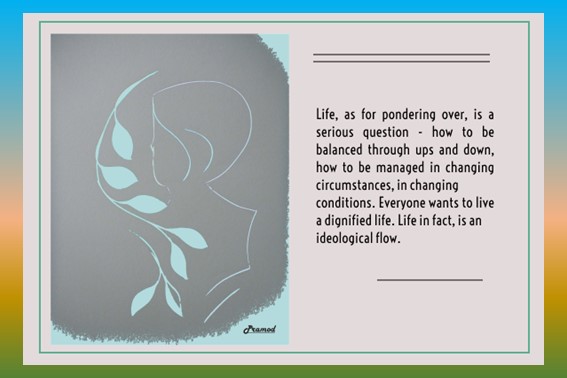 Life, as for pondering over, is a
serious question - how to be
balanced through ups and down,
how to be managed in changing
circumstances, in changing
conditions. Everyone wants to live
a dignified life. Life in fact, is an
ideological flow.
Pramod